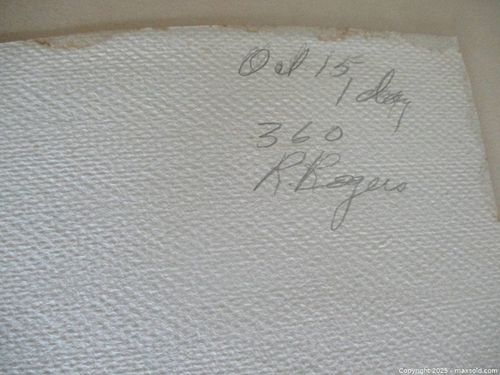 Oct 15
1 day
360
R. Rogers
Copyright 2025 - maxsold.com